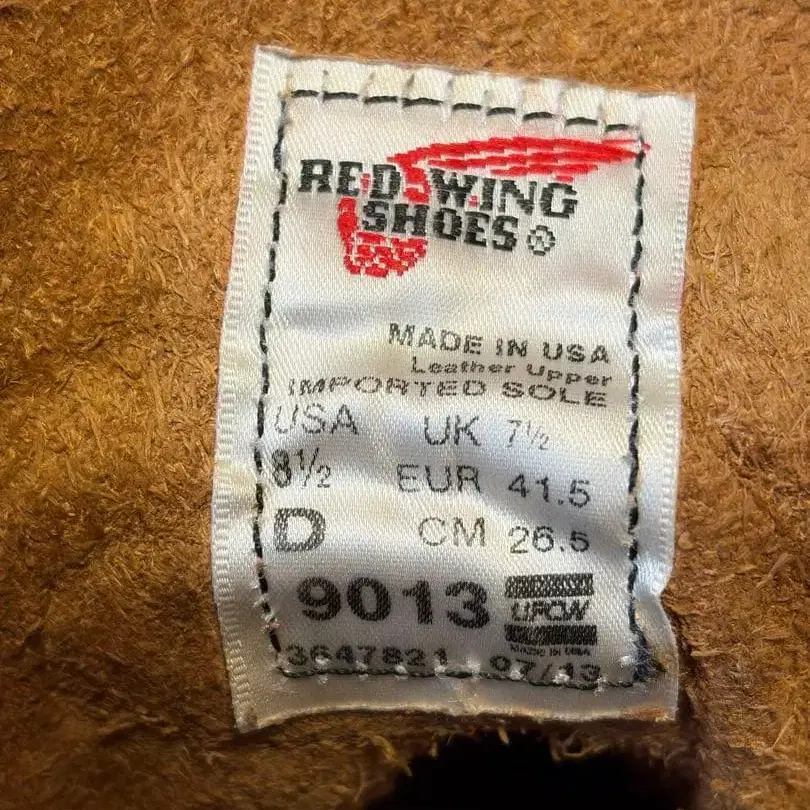 RED WING
SHOES ®
MADE IN USA
Leather Upper
IMPORTED SOLE
USA UK 7½
8½ EUR 41.5
D CM 26.5
9013 UFCW
3647821 07/13
MADE IN USA